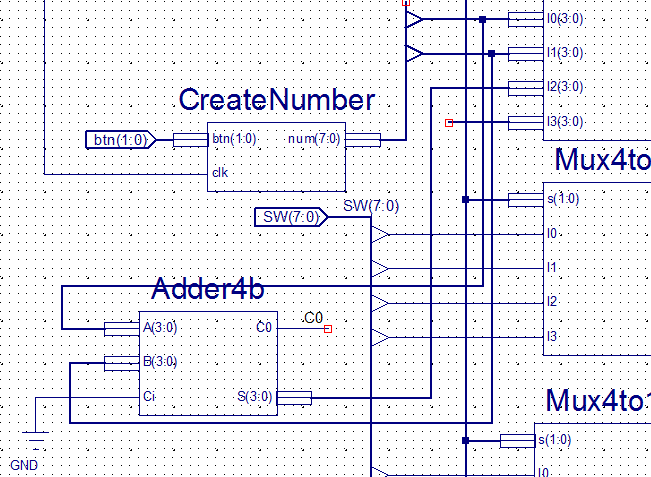 I0(3:0)
I1(3:0)
I2(3:0)
I3(3:0)
CreateNumber
btn(1:0)
btn(1:0)
num(7:0)
clk
Mux4to
SW(7:0)
SW(7:0)
s(1:0)
I0
I1
I2
I3
Adder4b
A(3:0)
C0
C0
B(3:0)
Ci
S(3:0)
GND
Mux4to1
s(1:0)
I0